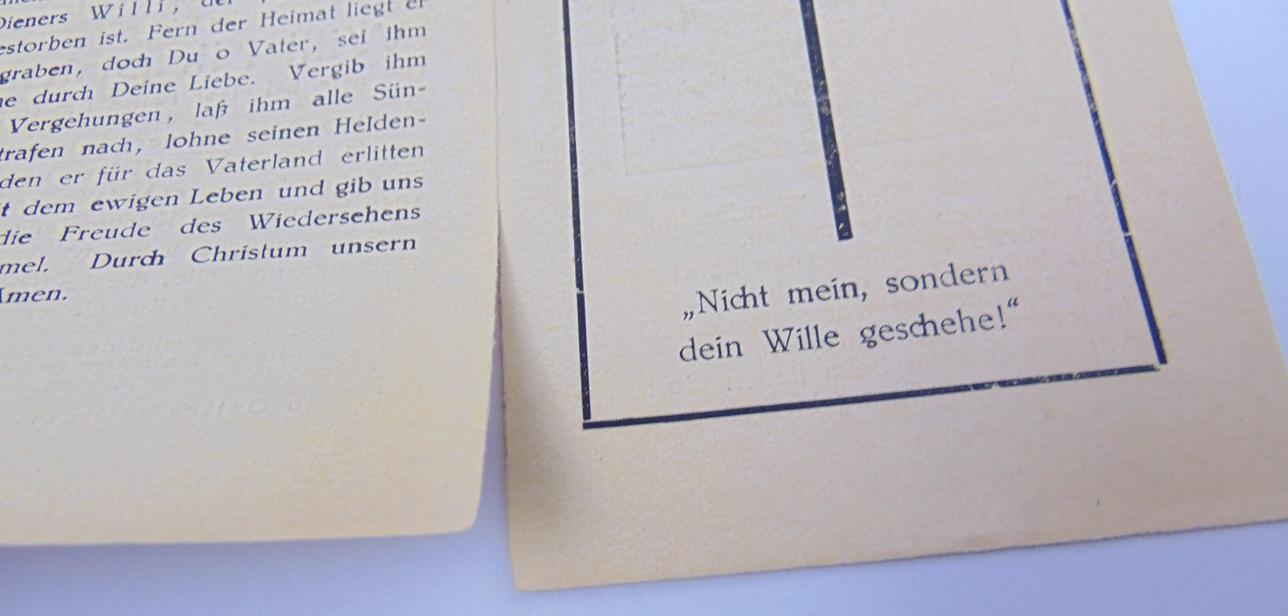 Dieners Willi, der
estorben ist. Fern der Heimat liegt er
graben, doch Du o Vater, sei ihm
ne durch Deine Liebe. Vergib ihm
Vergehungen, laß ihm alle Sün-
trafen nach, lohne seinen Helden-
den er für das Vaterland erlitten
t dem ewigen Leben und gib uns
die Freude des Wiedersehens
mel. Durch Christum unsern
Amen.
„Nicht mein, sondern
dein Wille geschehe!“